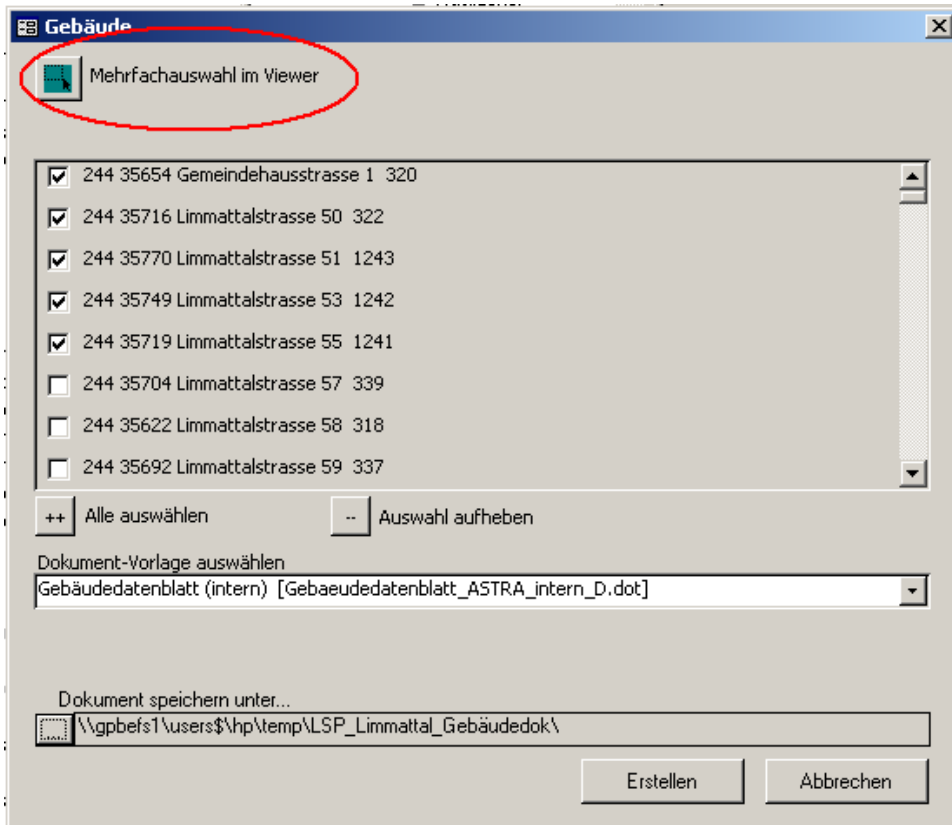 Gebäude
Mehrfachauswahl im Viewer
244 35654 Gemeindehausstrasse 1 320
244 35716 Limmattalstrasse 50 322
244 35770 Limmattalstrasse 51 1243
244 35749 Limmattalstrasse 53 1242
244 35719 Limmattalstrasse 55 1241
244 35704 Limmattalstrasse 57 339
244 35622 Limmattalstrasse 58 318
244 35692 Limmattalstrasse 59 337
++ Alle auswählen -- Auswahl aufheben
Dokument-Vorlage auswählen
Gebäudedatenblatt (intern) [Gebaeudedatenblatt_ASTRA_intern_D.dot]
Dokument speichern unter...
... \\gpbefs1\users$\hp\temp\LSP_Limmattal_Gebäudedok\
Erstellen Abbrechen